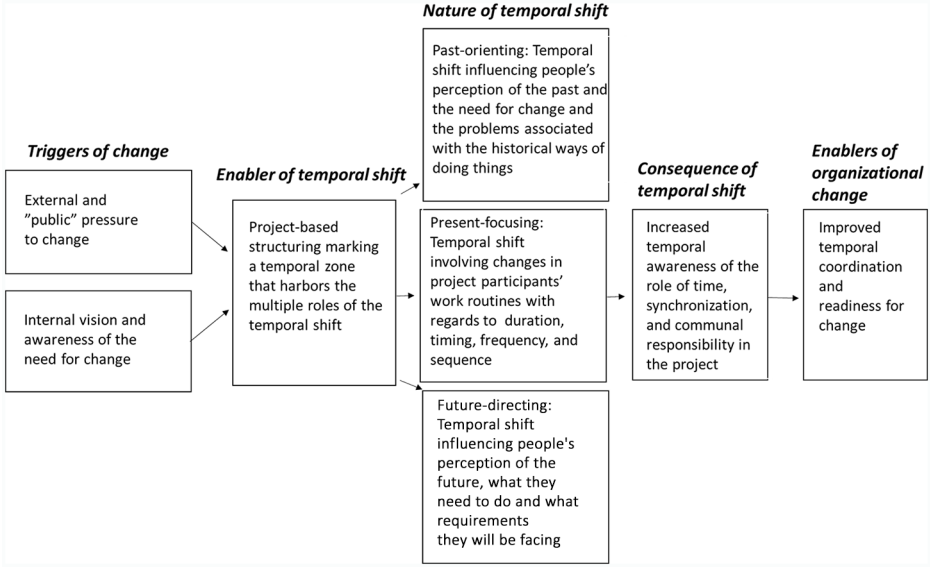 Triggers of change
External and
”public” pressure
to change
Internal vision and
awareness of the
need for change
Enabler of temporal shift
Project-based
structuring marking
a temporal zone
that harbors the
multiple roles of the
temporal shift
Nature of temporal shift
Past-orienting: Temporal
shift influencing people’s
perception of the past and
the need for change and
the problems associated
with the historical ways of
doing things
Present-focusing:
Temporal shift
involving changes in
project participants’
work routines with
regards to duration,
timing, frequency, and
sequence
Future-directing:
Temporal shift
influencing people's
perception of the
future, what they
need to do and what
requirements
they will be facing
Consequence of
temporal shift
Increased
temporal
awareness of the
role of time,
synchronization,
and communal
responsibility in
the project
Enablers of
organizational
change
Improved
temporal
coordination
and
readiness for
change